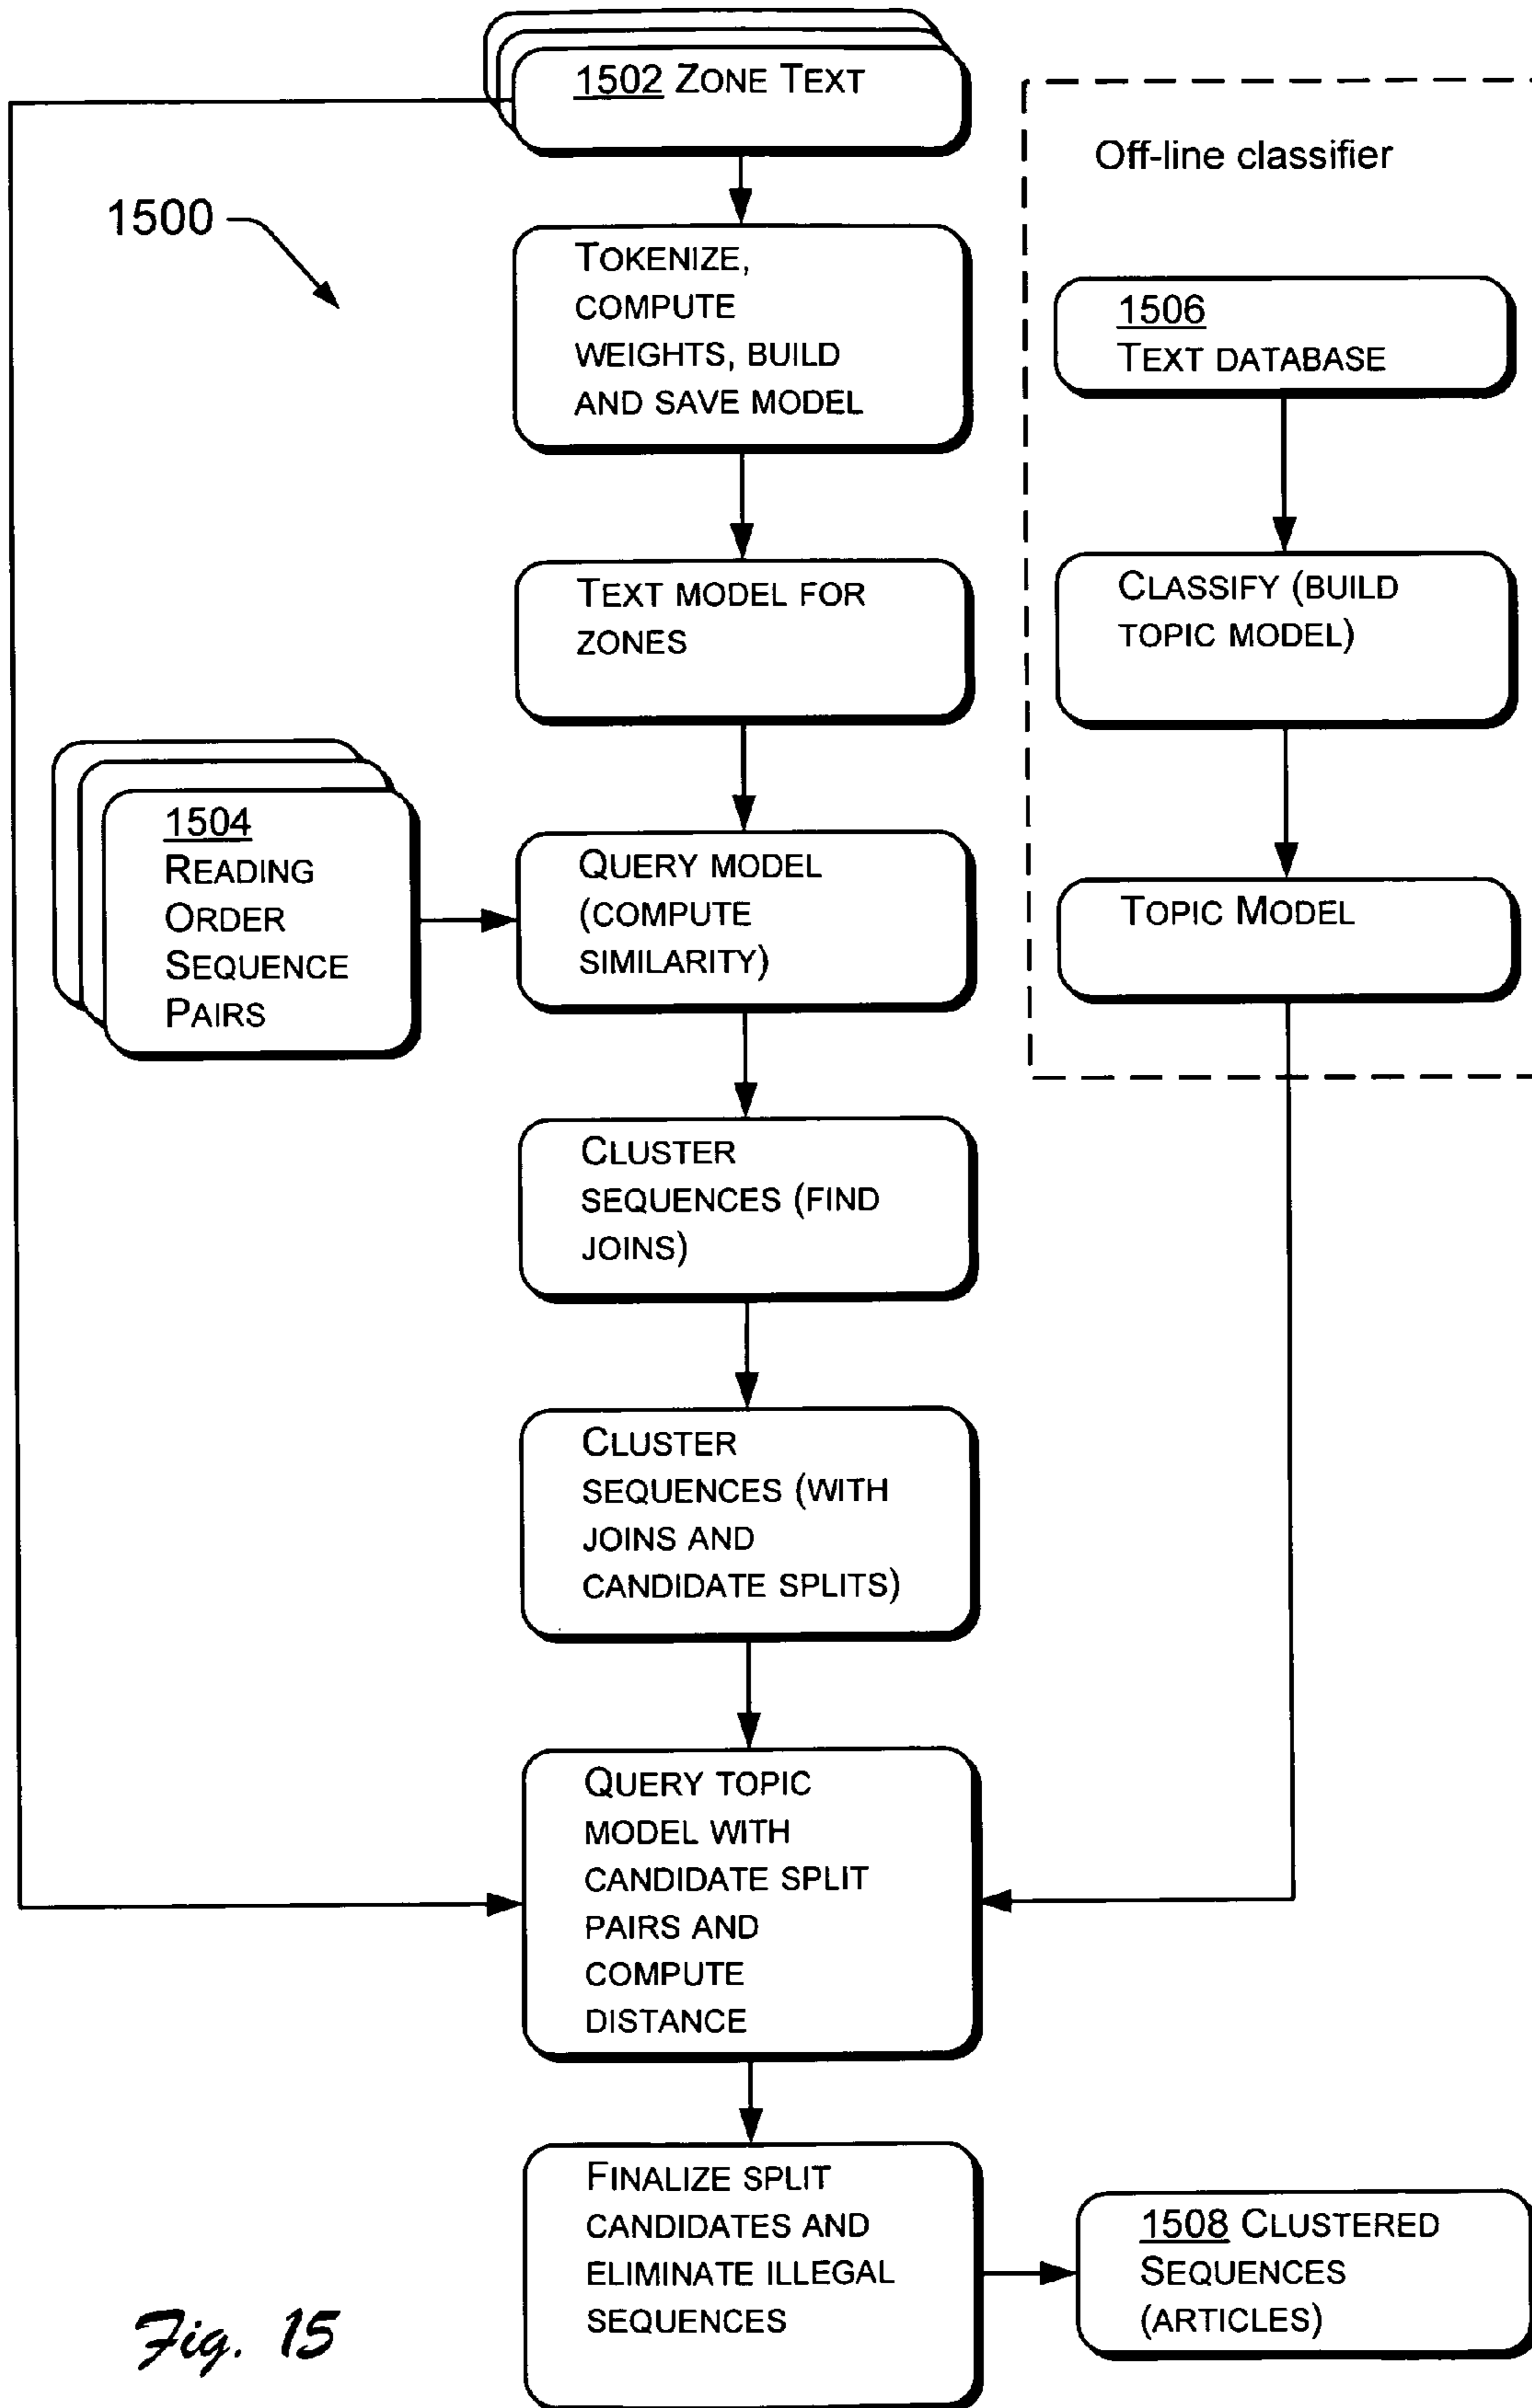 1502 ZONE TEXT
Off-line classifier
1500
TOKENIZE,
COMPUTE
WEIGHTS, BUILD
AND SAVE MODEL
1506
TEXT DATABASE
TEXT MODEL FOR
ZONES
CLASSIFY (BUILD
TOPIC MODEL)
1504
READING
ORDER
SEQUENCE
PAIRS
QUERY MODEL
(COMPUTE
SIMILARITY)
TOPIC MODEL
CLUSTER
SEQUENCES (FIND
JOINS)
CLUSTER
SEQUENCES (WITH
JOINS AND
CANDIDATE SPLITS)
QUERY TOPIC
MODEL WITH
CANDIDATE SPLIT
PAIRS AND
COMPUTE
DISTANCE
FINALIZE SPLIT
CANDIDATES AND
ELIMINATE ILLEGAL
SEQUENCES
1508 CLUSTERED
SEQUENCES
(ARTICLES)
Fig. 15